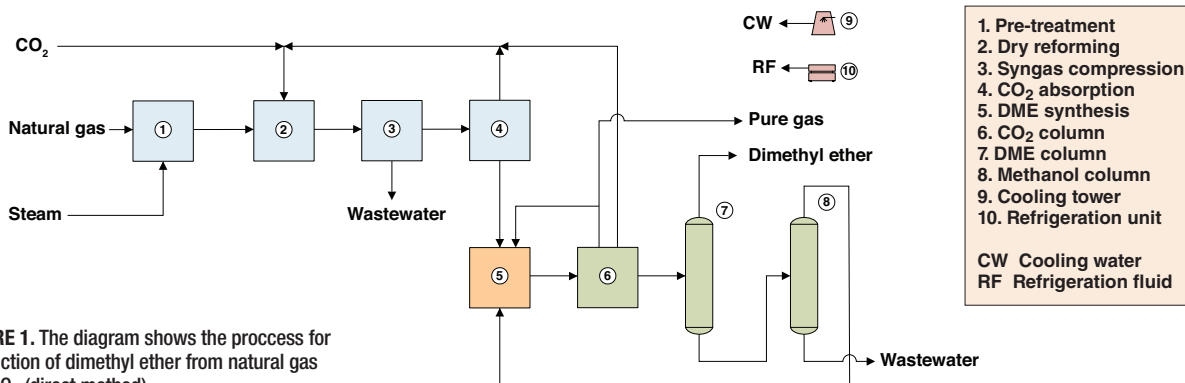 CO2
Natural gas
Steam
1
2
3
4
Wastewater
CW
9
RF
10
Pure gas
Dimethyl ether
5
6
7
8
Wastewater
1. Pre-treatment
2. Dry reforming
3. Syngas compression
4. CO2 absorption
5. DME synthesis
6. CO2 column
7. DME column
8. Methanol column
9. Cooling tower
10. Refrigeration unit
CW Cooling water
RF Refrigeration fluid
RE 1. The diagram shows the proccess for
ction of dimethyl ether from natural gas
(direct method)